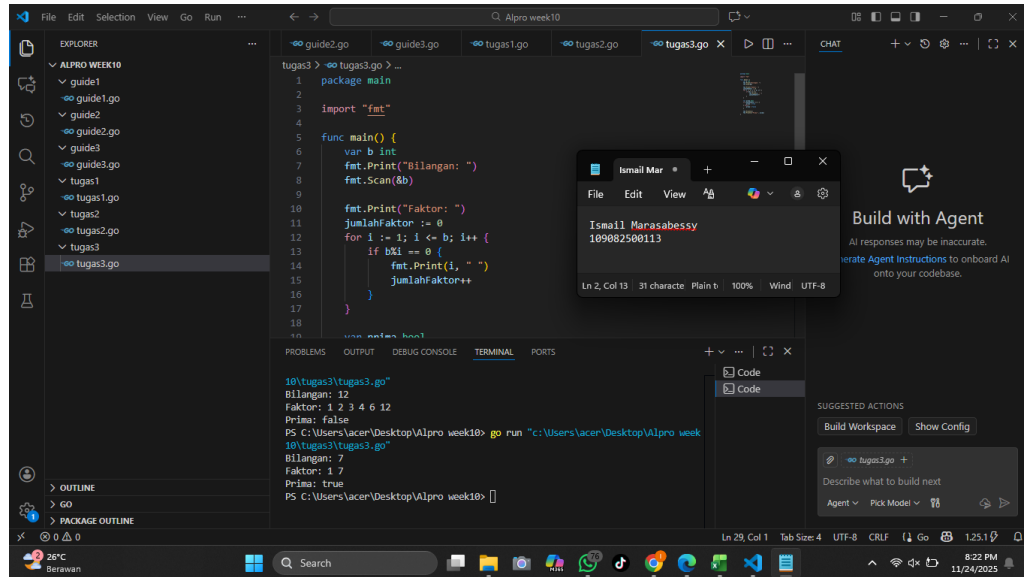 File Edit Selection View Go Run ···
Alpro week10
EXPLORER
ALPRO WEEK10
guide1
guide1.go
guide2
guide2.go
guide3
guide3.go
tugas1
tugas1.go
tugas2
tugas2.go
tugas3
tugas3.go
OUTLINE
GO
PACKAGE OUTLINE
guide2.go guide3.go tugas1.go tugas2.go tugas3.go
tugas3 > tugas3.go > ...
1 package main
2
3 import "fmt"
4
5 func main() {
6 var b int
7 fmt.Print("Bilangan: ")
8 fmt.Scan(&b)
9
10 fmt.Print("Faktor: ")
11 jumlahFaktor := 0
12 for i := 1; i <= b; i++ {
13 if b%i == 0 {
14 fmt.Print(i, " ")
15 jumlahFaktor++
16 }
17 }
18
19 var prima bool
Ismail Mar
File Edit View
Ismail Marasabessy
109082500113
Ln 2, Col 13 31 characte Plain t 100% Wind UTF-8
PROBLEMS OUTPUT DEBUG CONSOLE TERMINAL PORTS
10\tugas3\tugas3.go"
Bilangan: 12
Faktor: 1 2 3 4 6 12
Prima: false
PS C:\Users\acer\Desktop\Alpro week10> go run "c:\Users\acer\Desktop\Alpro week
10\tugas3\tugas3.go"
Bilangan: 7
Faktor: 1 7
Prima: true
PS C:\Users\acer\Desktop\Alpro week10>
Code
Code
CHAT
Build with Agent
AI responses may be inaccurate.
erate Agent Instructions to onboard AI
onto your codebase.
SUGGESTED ACTIONS
Build Workspace Show Config
tugas3.go
Describe what to build next
Agent Pick Model
0 0
Ln 29, Col 1 Tab Size: 4 UTF-8 CRLF Go 1.25.1
1
2
26°C
Berawan
Search
M365
76
8:22 PM
11/24/2025